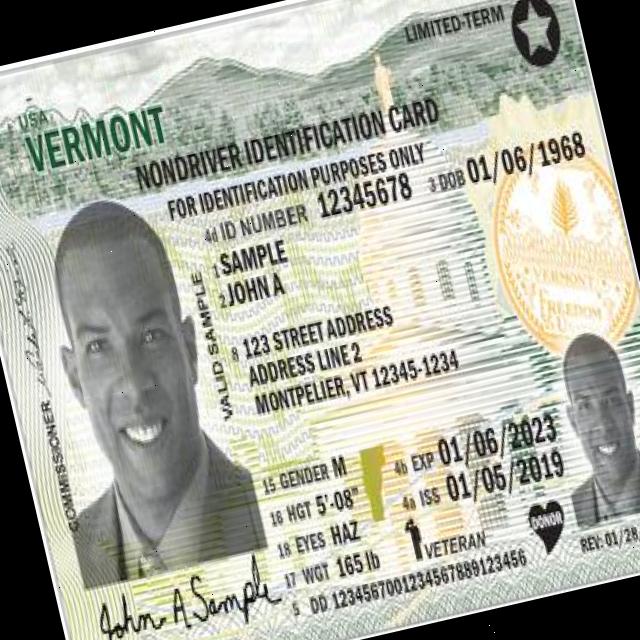 LIMITED-TERM
USA
VERMONT
NONDRIVER IDENTIFICATION CARD
FOR IDENTIFICATION PURPOSES ONLY
4d ID NUMBER 12345678 3 DOB 01/06/1968
1 SAMPLE
2 JOHN A
VALID SAMPLE
8 123 STREET ADDRESS
ADDRESS LINE 2
MONTPELIER, VT 12345-1234
COMMISSIONER
15 GENDER M
4b EXP 01/06/2023
16 HGT 5'-08"
4a ISS 01/05/2019
18 EYES HAZ
VETERAN
DONOR
17 WGT 165 lb
5 DD 1234567001234567889123456
REV. 01/28
John A Sample